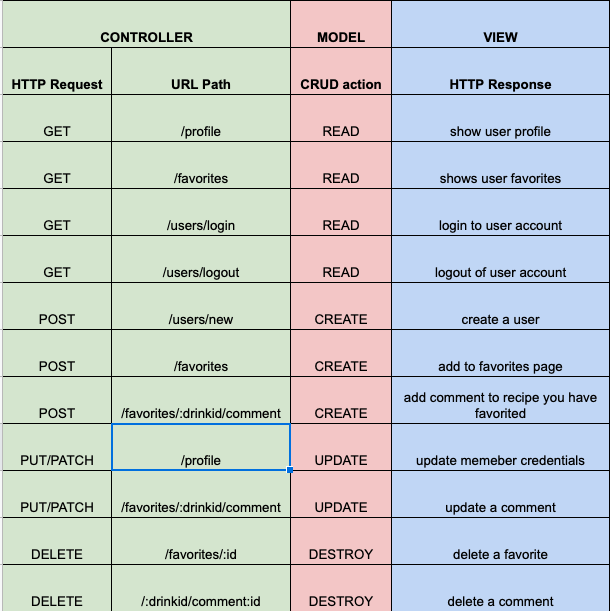 CONTROLLER MODEL VIEW
HTTP Request URL Path CRUD action HTTP Response
GET /profile READ show user profile
GET /favorites READ shows user favorites
GET /users/login READ login to user account
GET /users/logout READ logout of user account
POST /users/new CREATE create a user
POST /favorites CREATE add to favorites page
POST /favorites/:drinkid/comment CREATE add comment to recipe you have
favorited
PUT/PATCH /profile UPDATE update memeber credentials
PUT/PATCH /favorites/:drinkid/comment UPDATE update a comment
DELETE /favorites/:id DESTROY delete a favorite
DELETE /:drinkid/comment:id DESTROY delete a comment